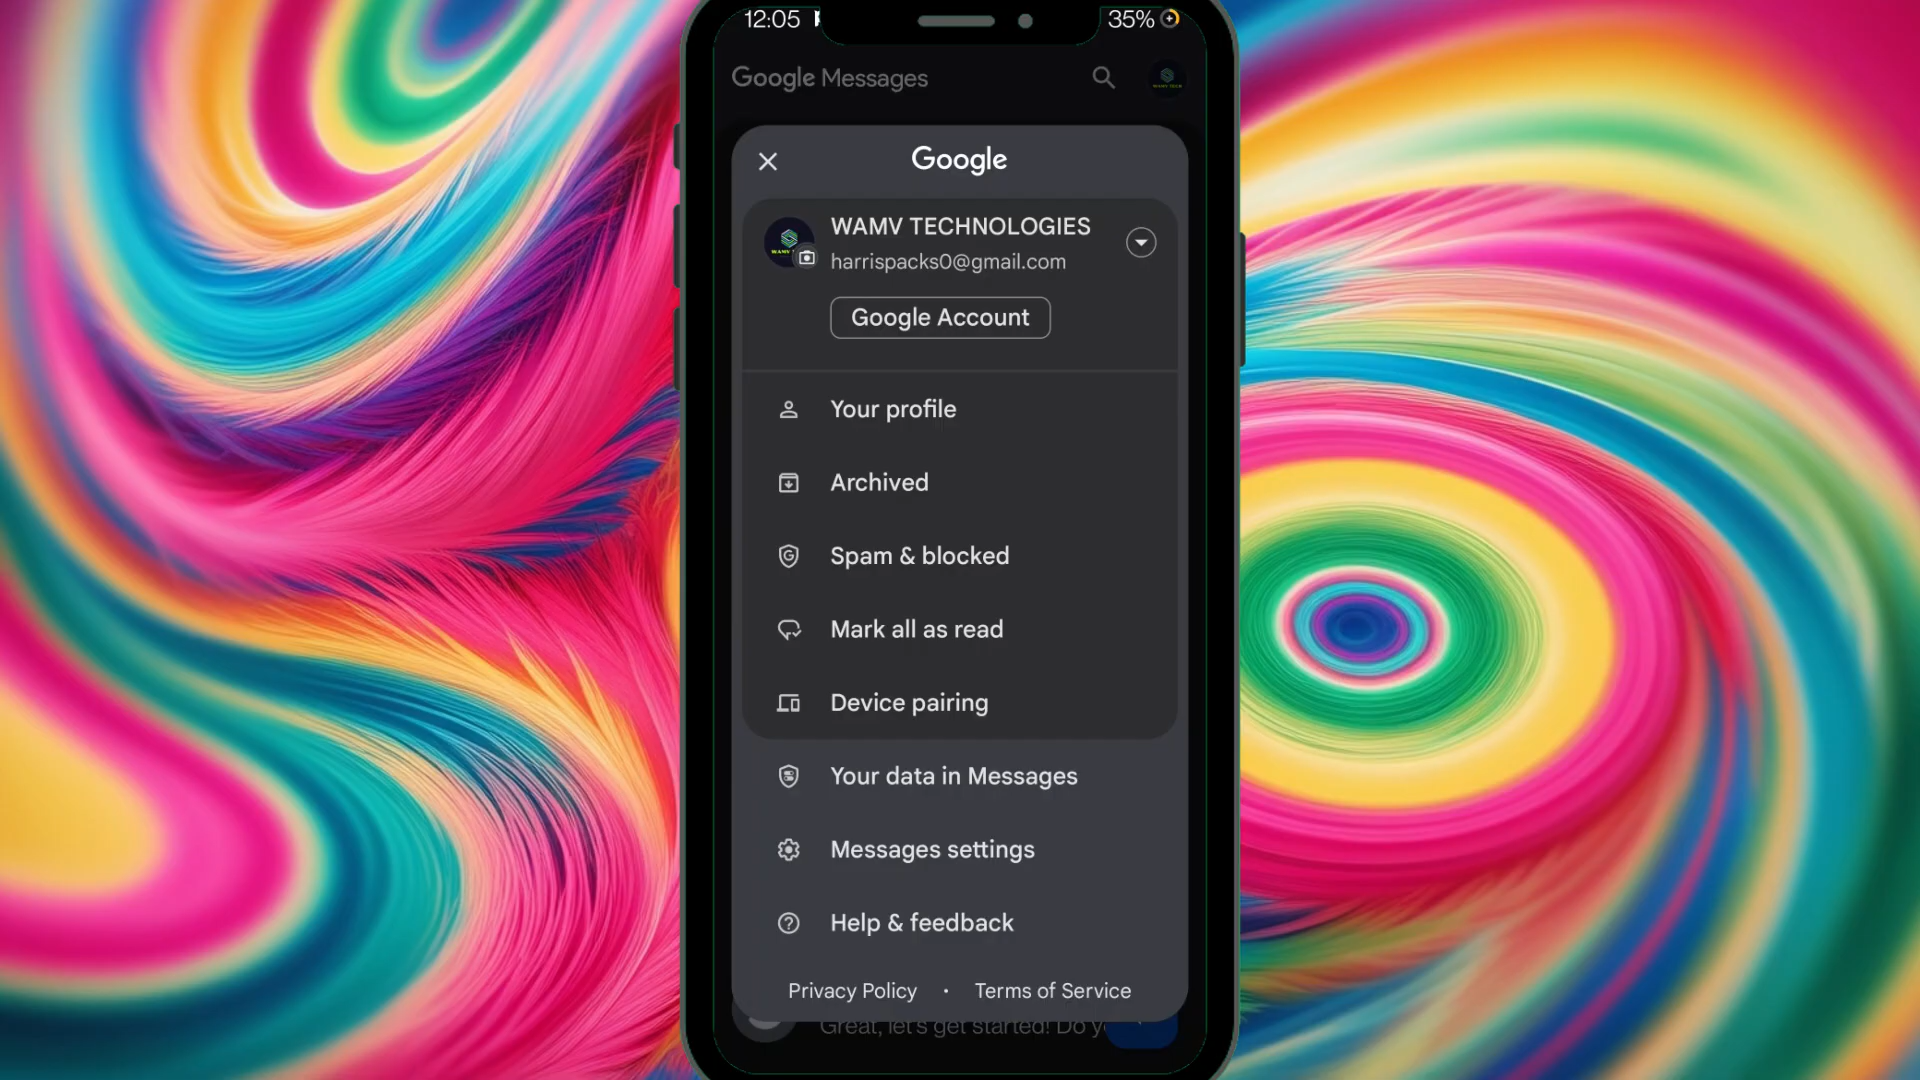 12:05
35%
Google Messages
Google
WAMV TECHNOLOGIES
harrispacks0@gmail.com
Google Account
Your profile
Archived
Spam & blocked
Mark all as read
Device pairing
Your data in Messages
Messages settings
Help & feedback
Privacy Policy • Terms of Service
Great, let's get started! Do